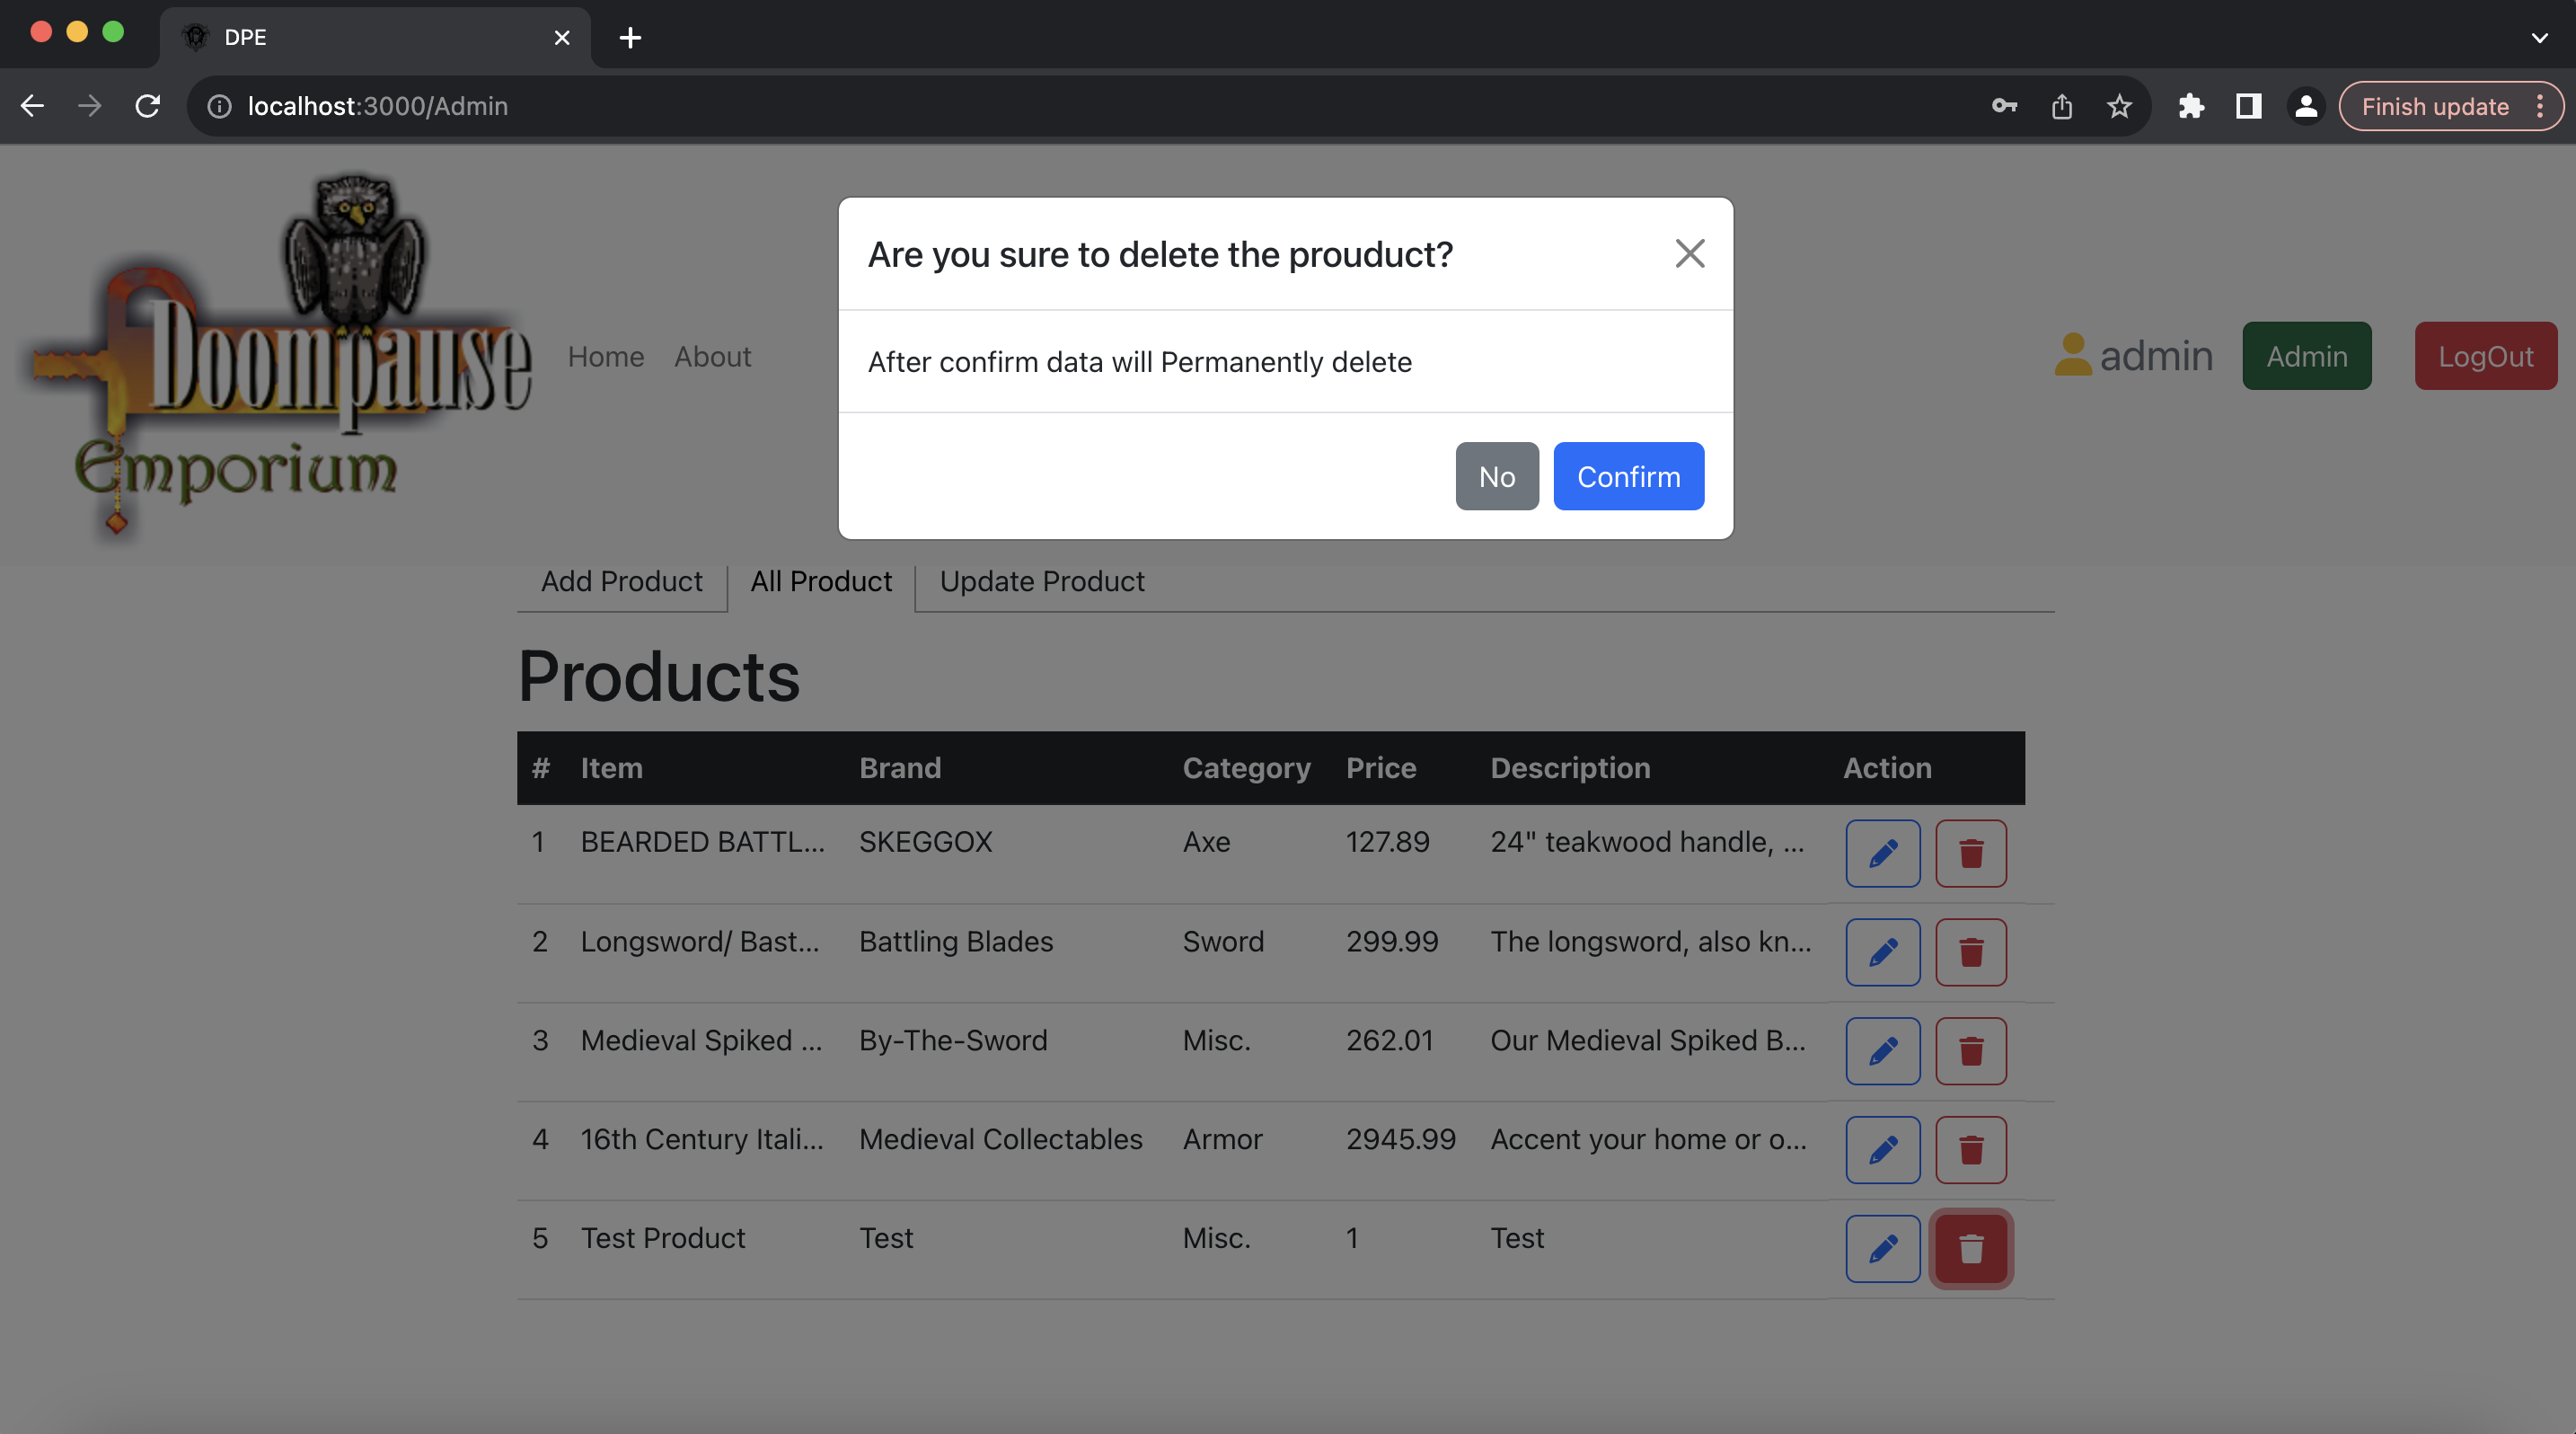 DPE
localhost:3000/Admin
Finish update
Doompause
Emporium
Home About
admin Admin LogOut
Are you sure to delete the prouduct?
After confirm data will Permanently delete
No Confirm
Add Product All Product Update Product
Products
# Item Brand Category Price Description Action
1 BEARDED BATTL... SKEGGOX Axe 127.89 24" teakwood handle, ...
2 Longsword/ Bast... Battling Blades Sword 299.99 The longsword, also kn...
3 Medieval Spiked ... By-The-Sword Misc. 262.01 Our Medieval Spiked B...
4 16th Century Itali... Medieval Collectables Armor 2945.99 Accent your home or o...
5 Test Product Test Misc. 1 Test